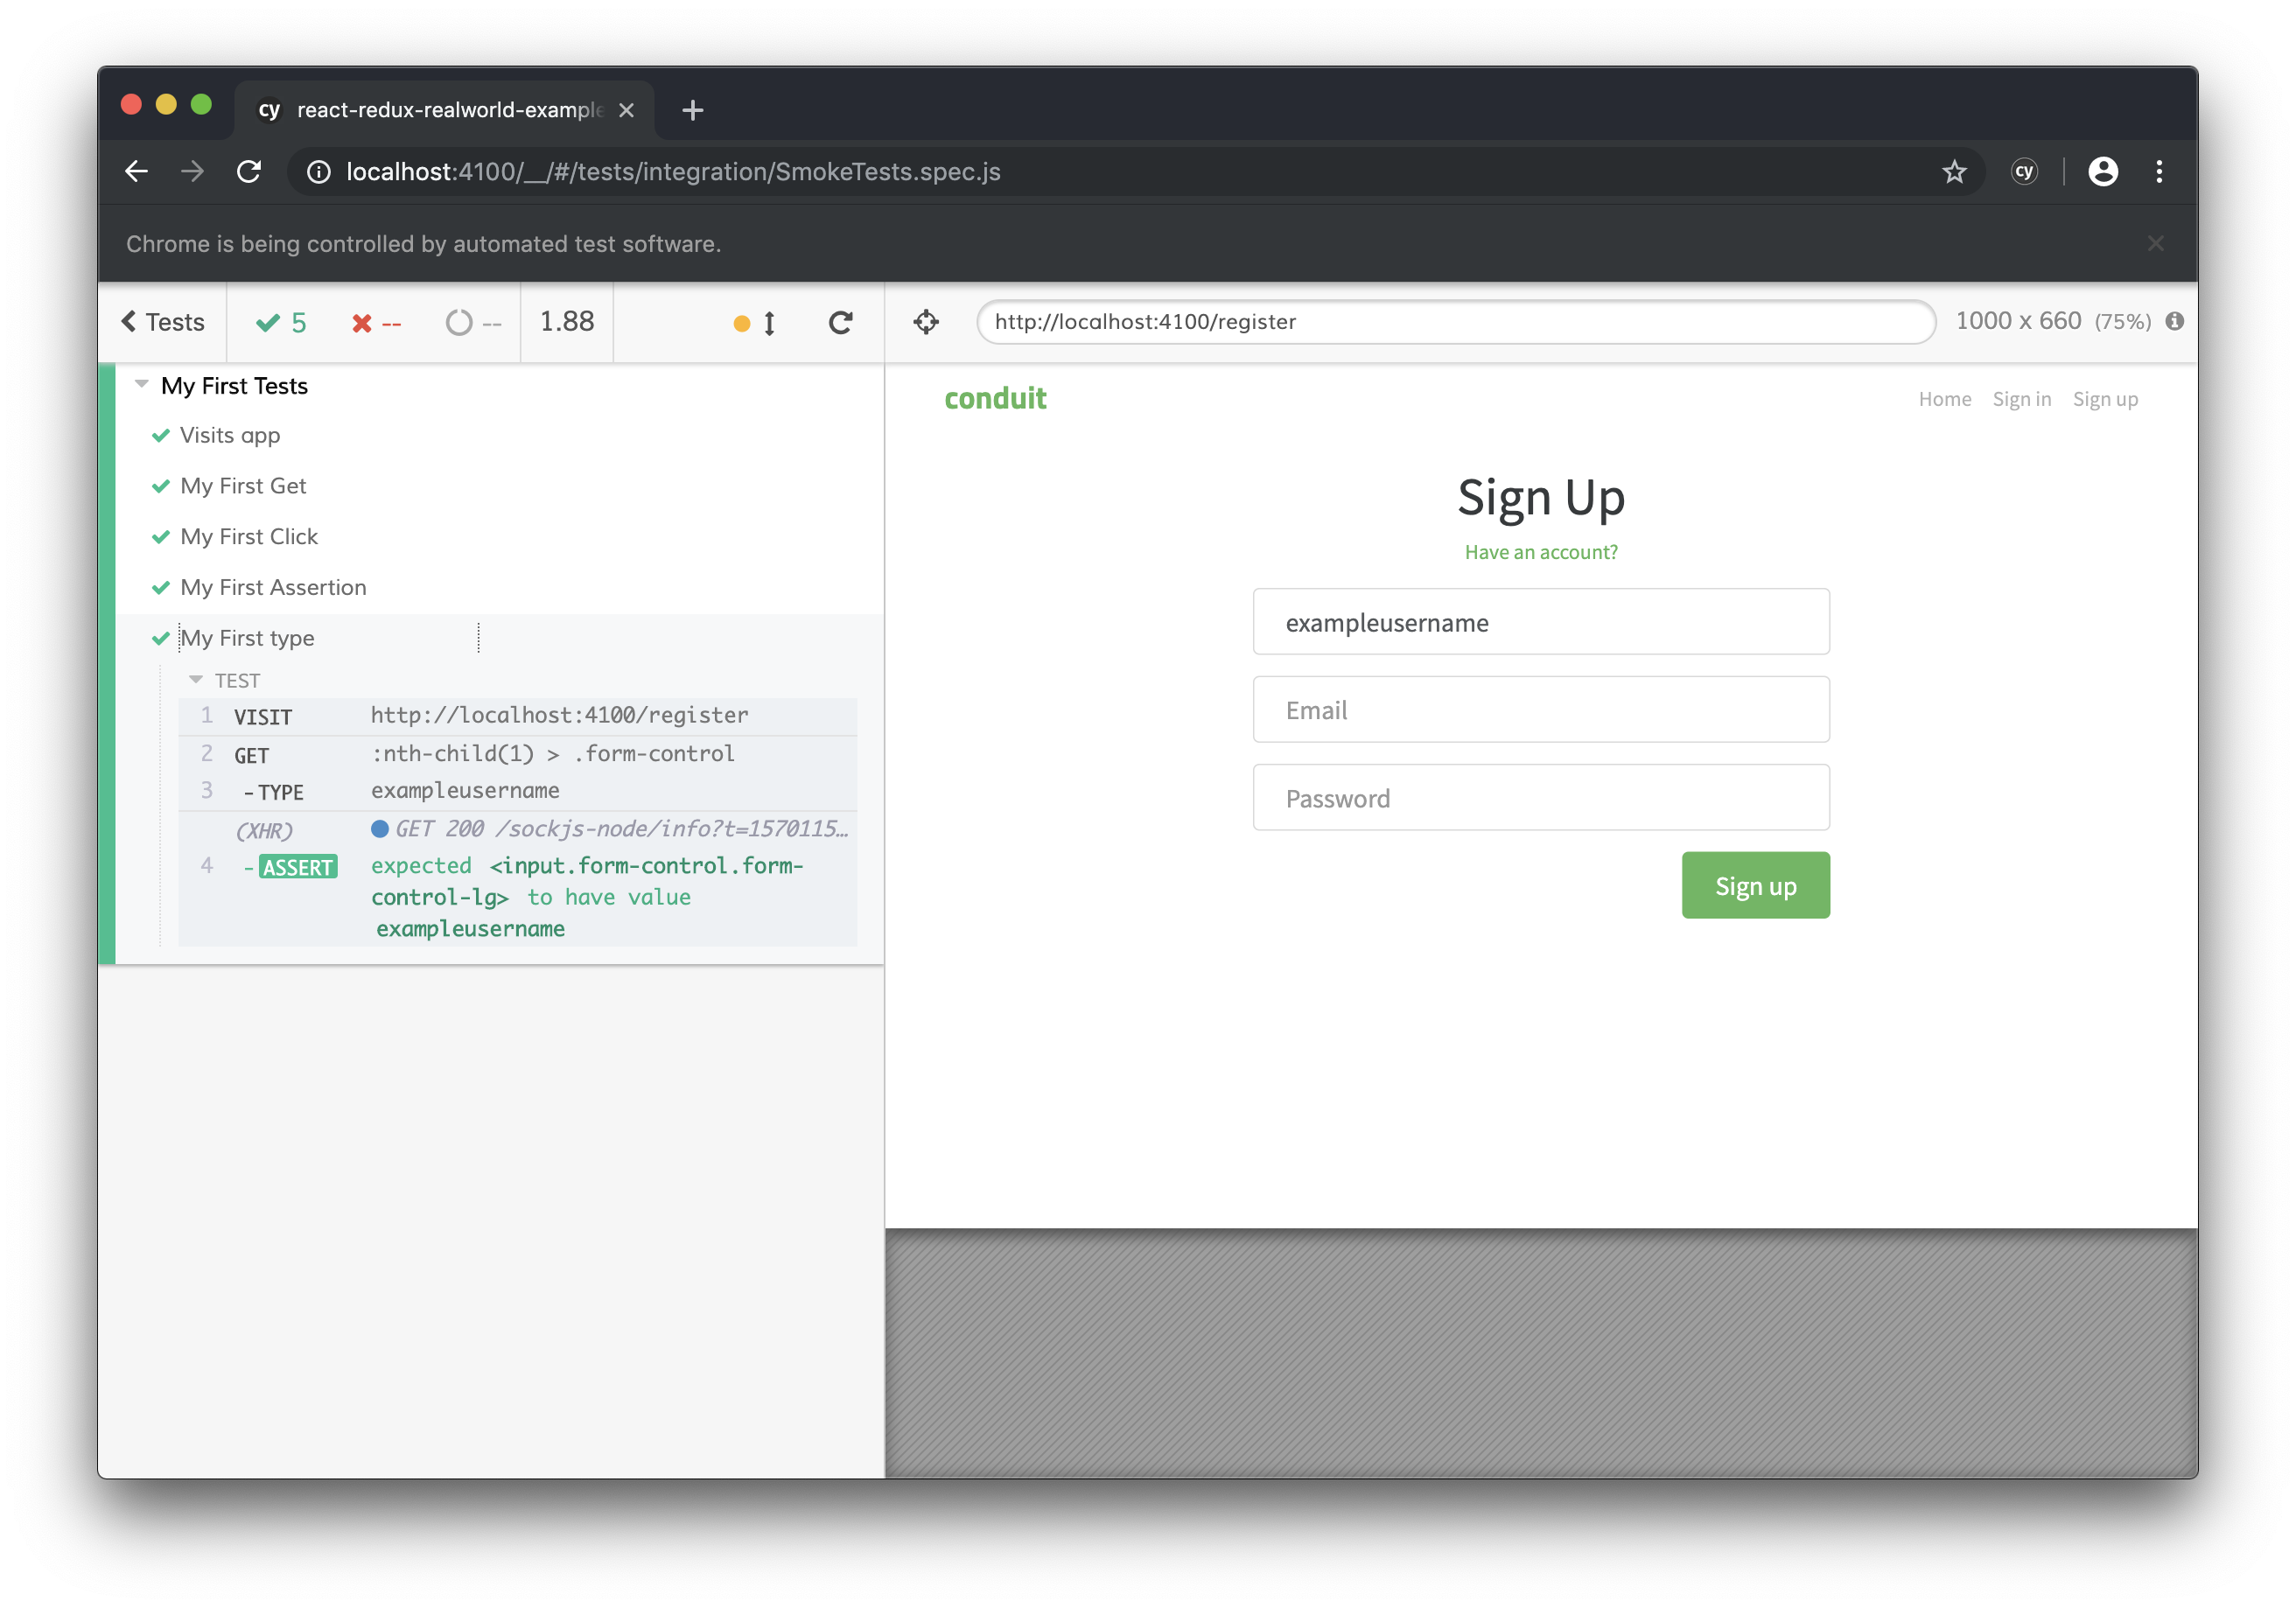 cy react-redux-realworld-example
localhost:4100/__/#/tests/integration/SmokeTests.spec.js
cy
Chrome is being controlled by automated test software.
Tests 5 -- -- 1.88
http://localhost:4100/register 1000 x 660 (75%)
My First Tests
Visits app
My First Get
My First Click
My First Assertion
My First type
TEST
1 VISIT http://localhost:4100/register
2 GET :nth-child(1) > .form-control
3 -TYPE exampleusername
(XHR) GET 200 /sockjs-node/info?t=1570115…
4 -ASSERT expected <input.form-control.form-
control-lg> to have value
exampleusername
conduit
Home Sign in Sign up
Sign Up
Have an account?
exampleusername
Email
Password
Sign up